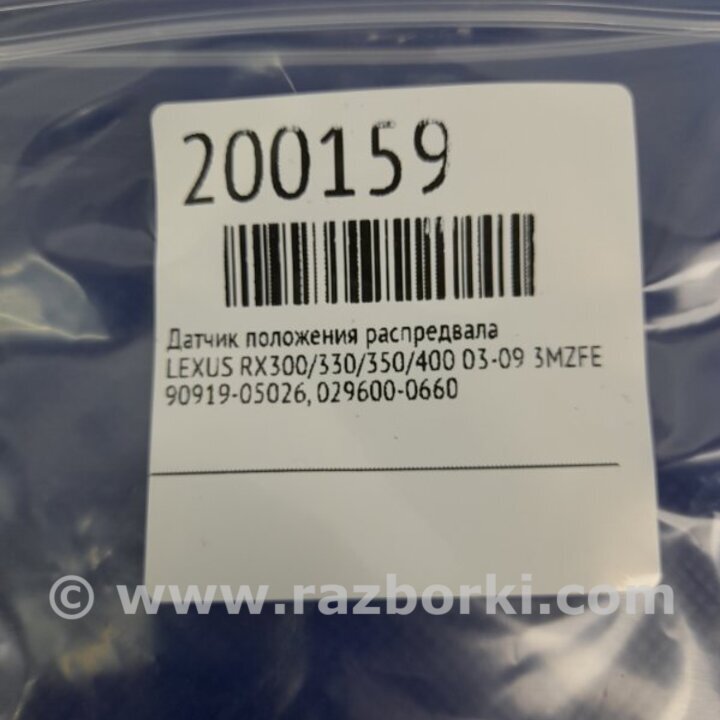 200159
Датчик положения распредвала
LEXUS RX300/330/350/400 03-09 3MZFE
90919-05026, 029600-0660
© www.razborki.com